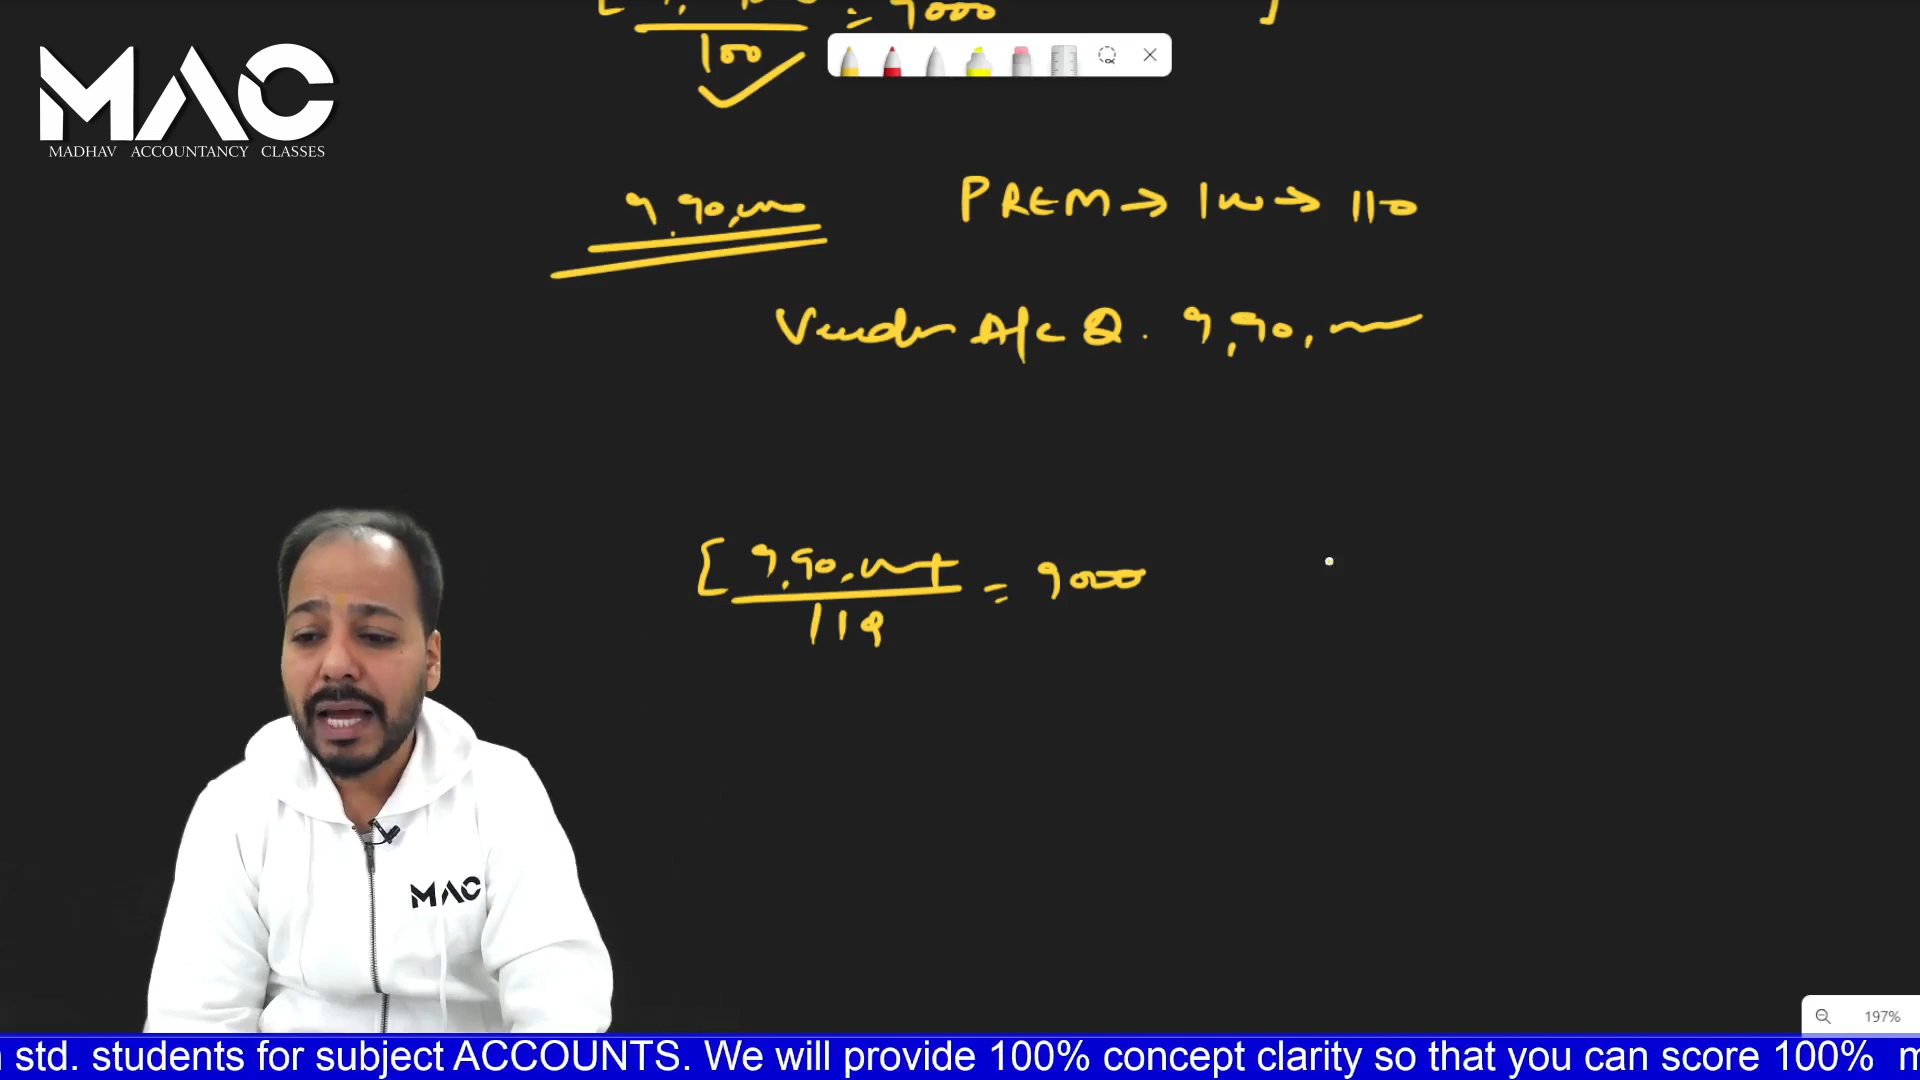 = 9000 ]
100
MAC
MADHAV ACCOUNTANCY CLASSES
9,90,000 PREM → 100 → 110
Vendor A/c Dr. 9,90,000
[ 9,90,000 = 9000
110
MAC
197%
std. students for subject ACCOUNTS. We will provide 100% concept clarity so that you can score 100%